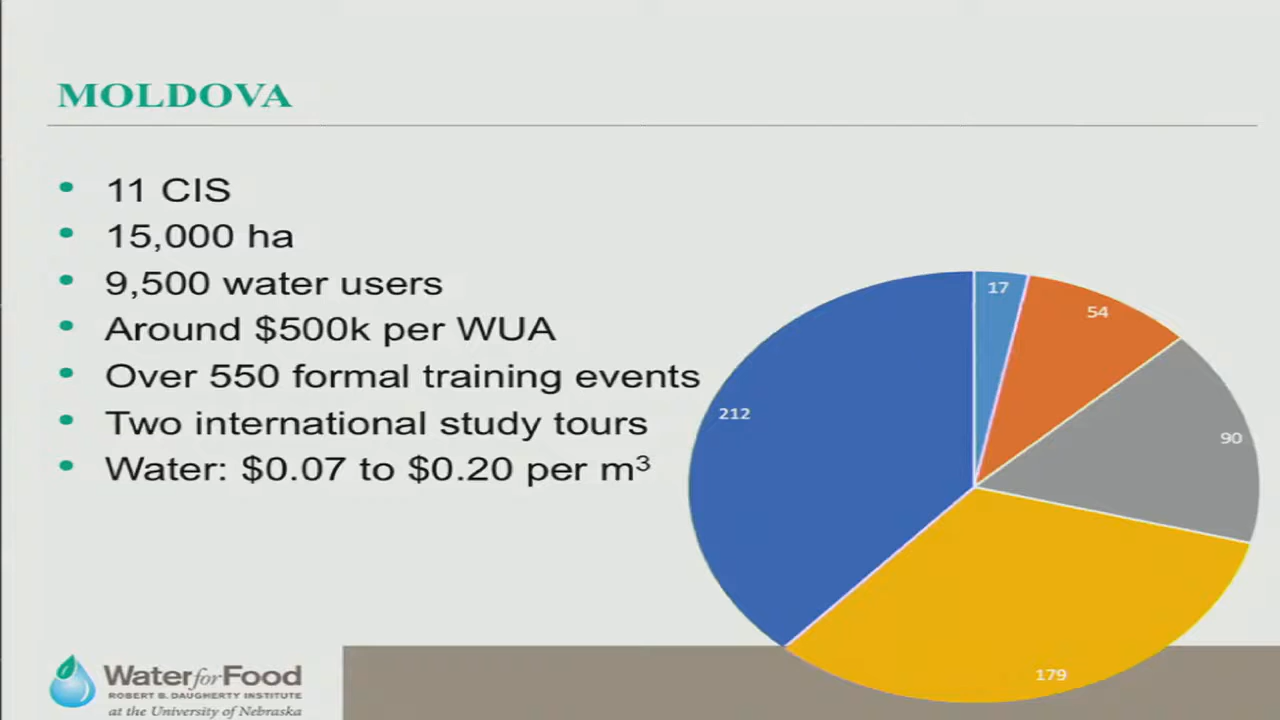 MOLDOVA
• 11 CIS
• 15,000 ha
• 9,500 water users
• Around $500k per WUA
• Over 550 formal training events
• Two international study tours
• Water: $0.07 to $0.20 per m³
17
54
90
179
212
Water for Food
ROBERT B. DAUGHERTY INSTITUTE
at the University of Nebraska